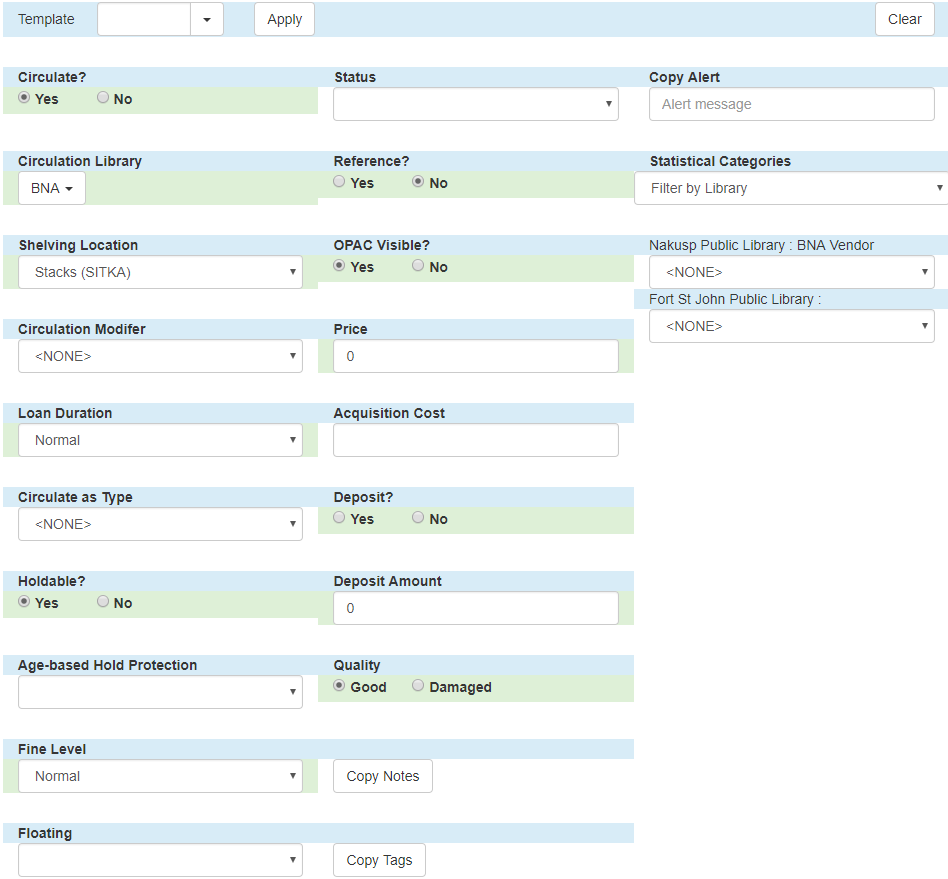 Template Apply Clear
Circulate? Status Copy Alert
Yes No Alert message
Circulation Library Reference? Statistical Categories
BNA Yes No Filter by Library
Shelving Location OPAC Visible? Nakusp Public Library : BNA Vendor
Stacks (SITKA) Yes No <NONE>
Fort St John Public Library :
Circulation Modifer Price <NONE>
<NONE> 0
Loan Duration Acquisition Cost
Normal
Circulate as Type Deposit?
<NONE> Yes No
Holdable? Deposit Amount
Yes No 0
Age-based Hold Protection Quality
Good Damaged
Fine Level
Normal Copy Notes
Floating
Copy Tags